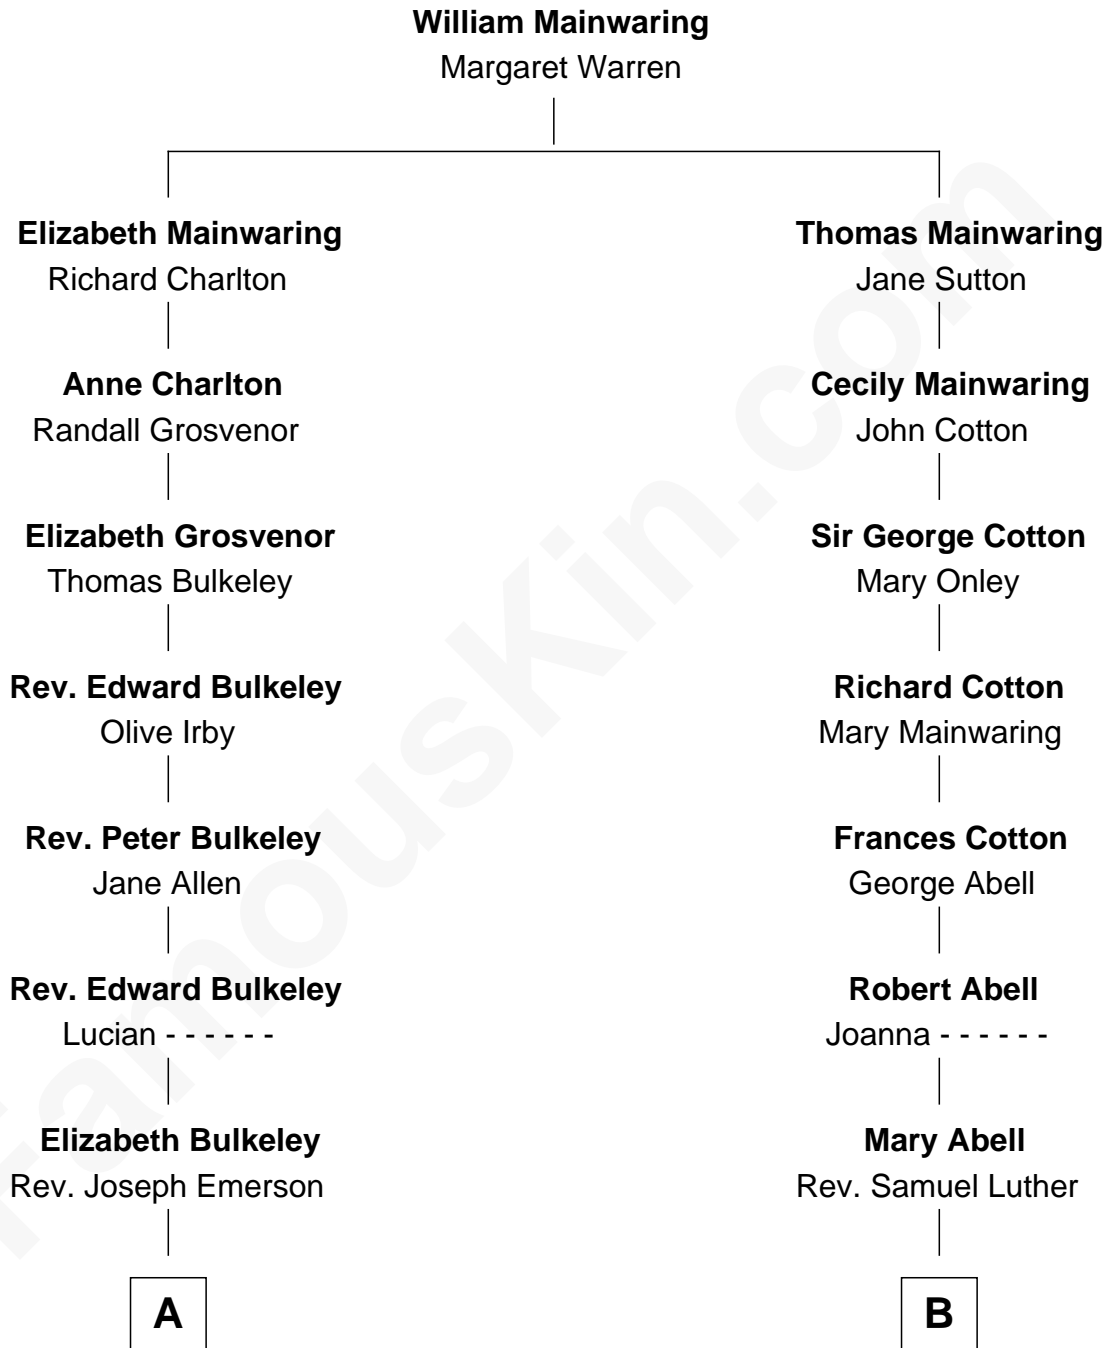 William Mainwaring
Margaret Warren
Elizabeth Mainwaring
Richard Charlton
Thomas Mainwaring
Jane Sutton
Anne Charlton
Randall Grosvenor
Cecily Mainwaring
John Cotton
Elizabeth Grosvenor
Thomas Bulkeley
Sir George Cotton
Mary Onley
Rev. Edward Bulkeley
Olive Irby
Richard Cotton
Mary Mainwaring
Rev. Peter Bulkeley
Jane Allen
Frances Cotton
George Abell
Rev. Edward Bulkeley
Lucian - - - - - -
Robert Abell
Joanna - - - - - -
Elizabeth Bulkeley
Rev. Joseph Emerson
Mary Abell
Rev. Samuel Luther
A
B
FamousKin.com